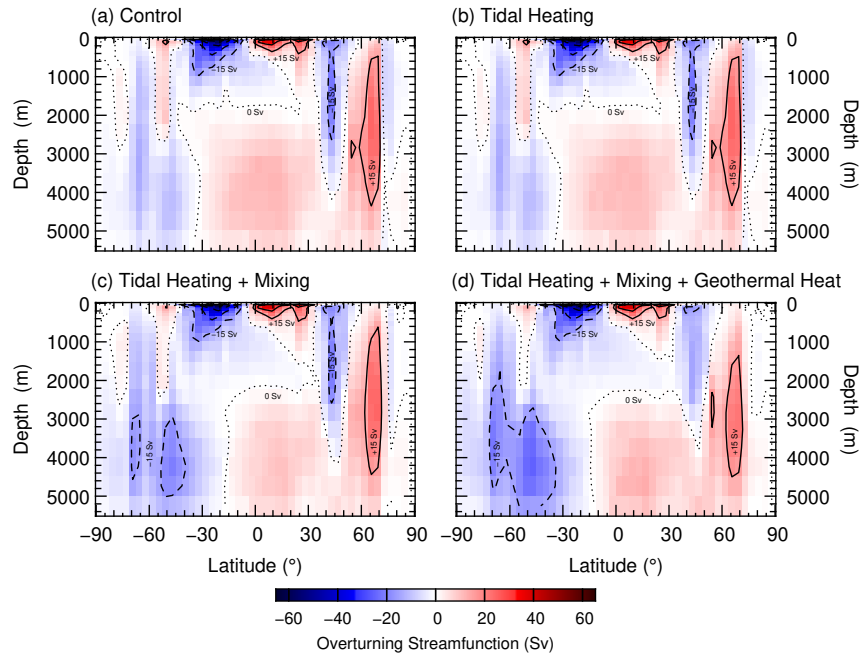 (a) Control
(b) Tidal Heating
0
1000
2000
3000
4000
5000
Depth (m)
−15 Sv
+15 Sv
0 Sv
−15 Sv
+15 Sv
−15 Sv
+15 Sv
0 Sv
−15 Sv
+15 Sv
0
1000
2000
3000
4000
5000
Depth (m)
(c) Tidal Heating + Mixing
(d) Tidal Heating + Mixing + Geothermal Heat
0
1000
2000
3000
4000
5000
Depth (m)
−15 Sv
+15 Sv
−15 Sv
0 Sv
−15 Sv
+15 Sv
−15 Sv
+15 Sv
0 Sv
−15 Sv
+15 Sv
0
1000
2000
3000
4000
5000
Depth (m)
−90 −60 −30 0 30 60 90
−90 −60 −30 0 30 60 90
Latitude (°)
Latitude (°)
−60 −40 −20 0 20 40 60
Overturning Streamfunction (Sv)